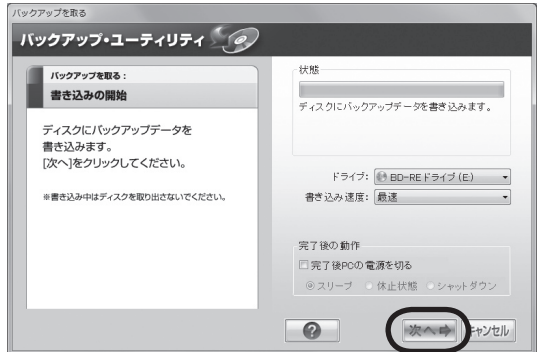 バックアップを取る
バックアップ・ユーティリティ
バックアップを取る：
書き込みの開始
ディスクにバックアップデータを
書き込みます。
[次へ]をクリックしてください。
※書き込み中はディスクを取り出さないでください。
状態
ディスクにバックアップデータを書き込みます。
ドライブ: BD-REドライブ(E)
書き込み速度: 最速
完了後の動作
完了後PCの電源を切る
スリープ 休止状態 シャットダウン
? 次へ キャンセル